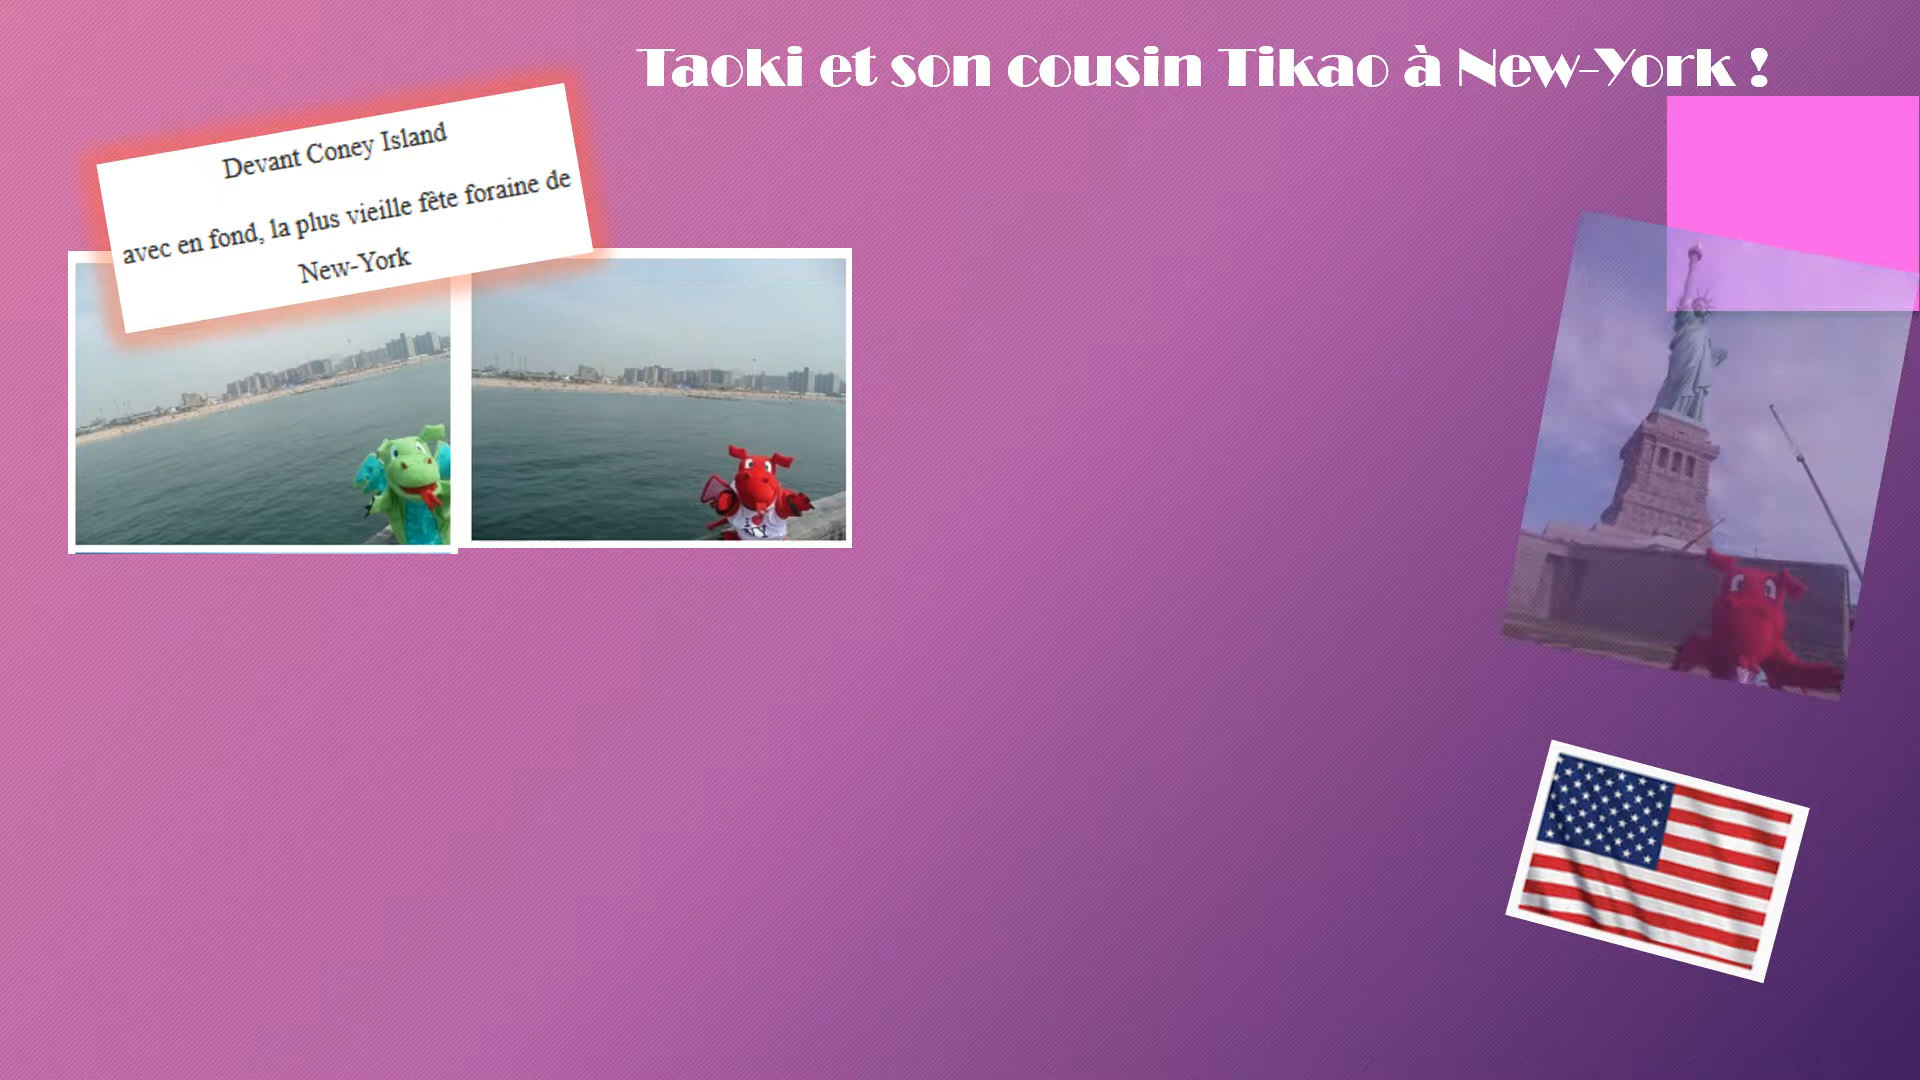 Taoki et son cousin Tikao à New-York !
Devant Coney Island
avec en fond, la plus vieille fête foraine de
New-York
I
NY